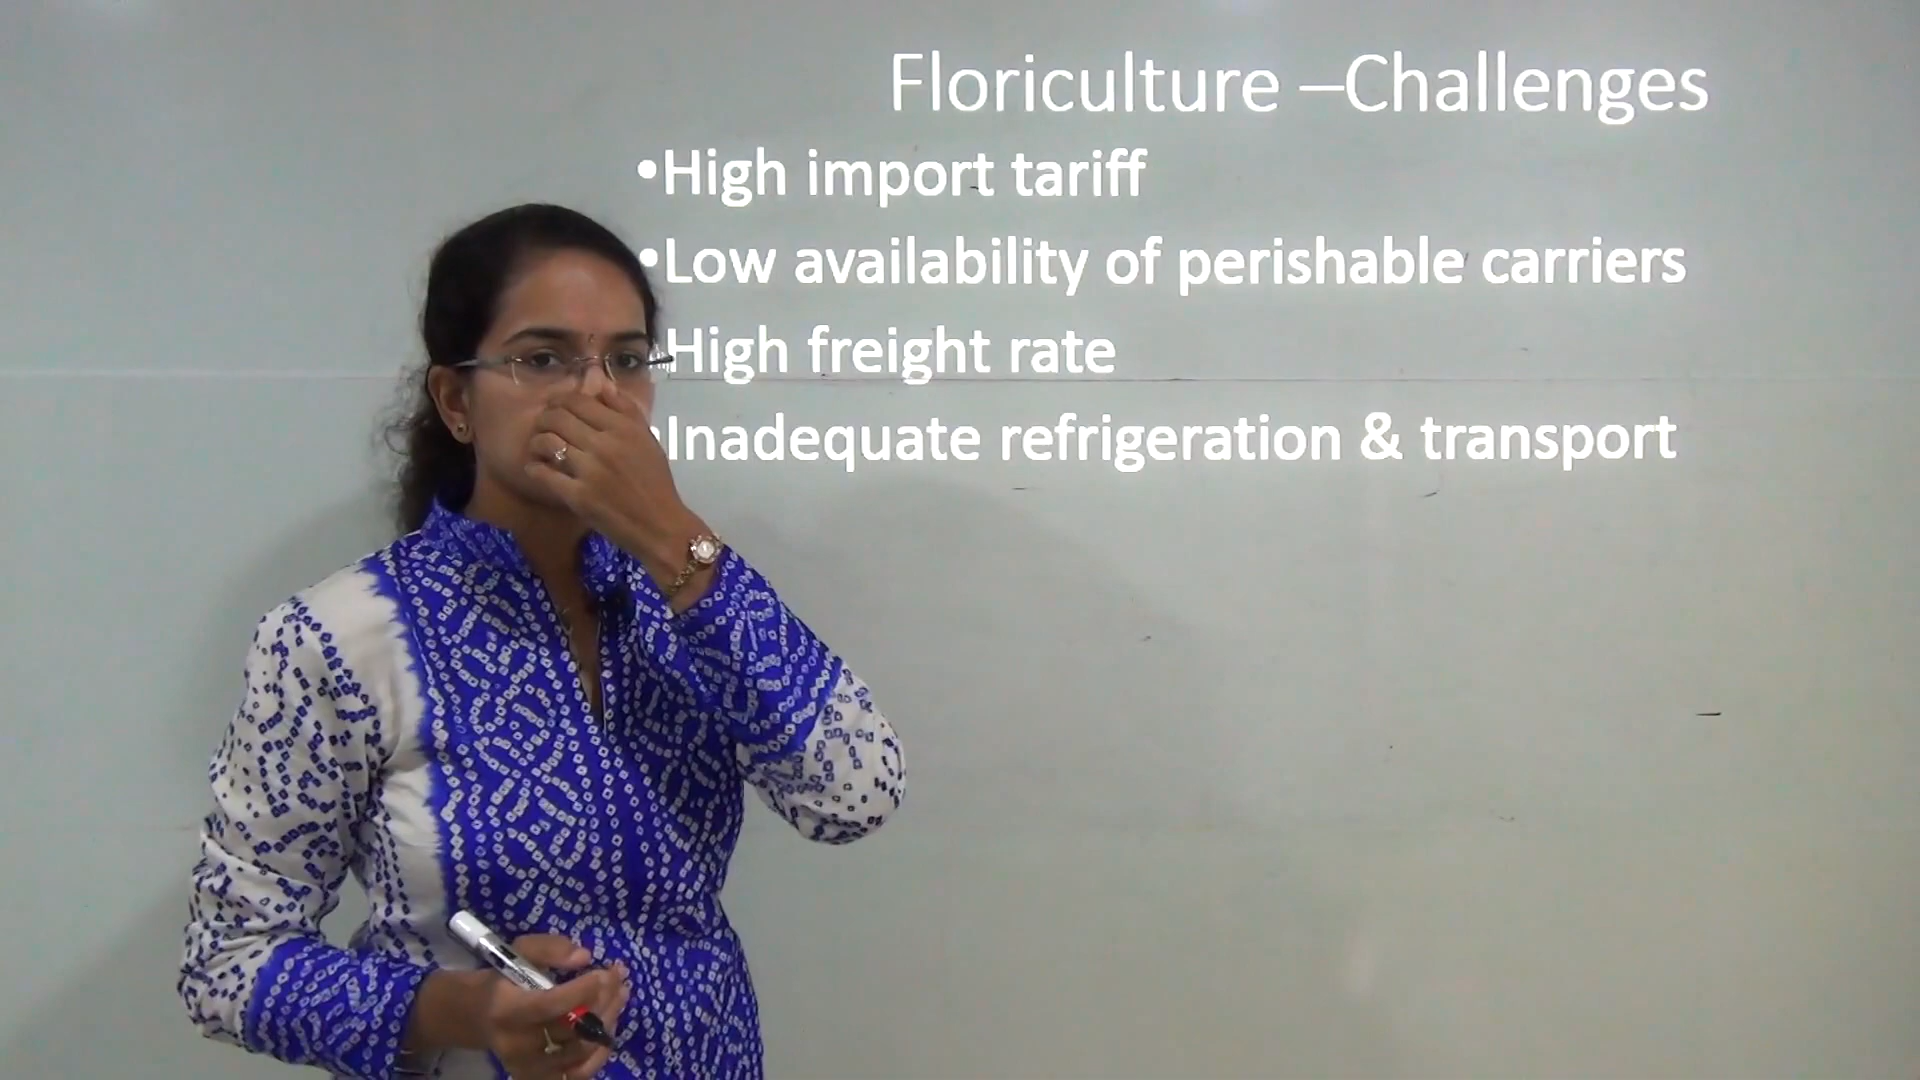 Floriculture –Challenges
•High import tariff
•Low availability of perishable carriers
High freight rate
•Inadequate refrigeration & transport